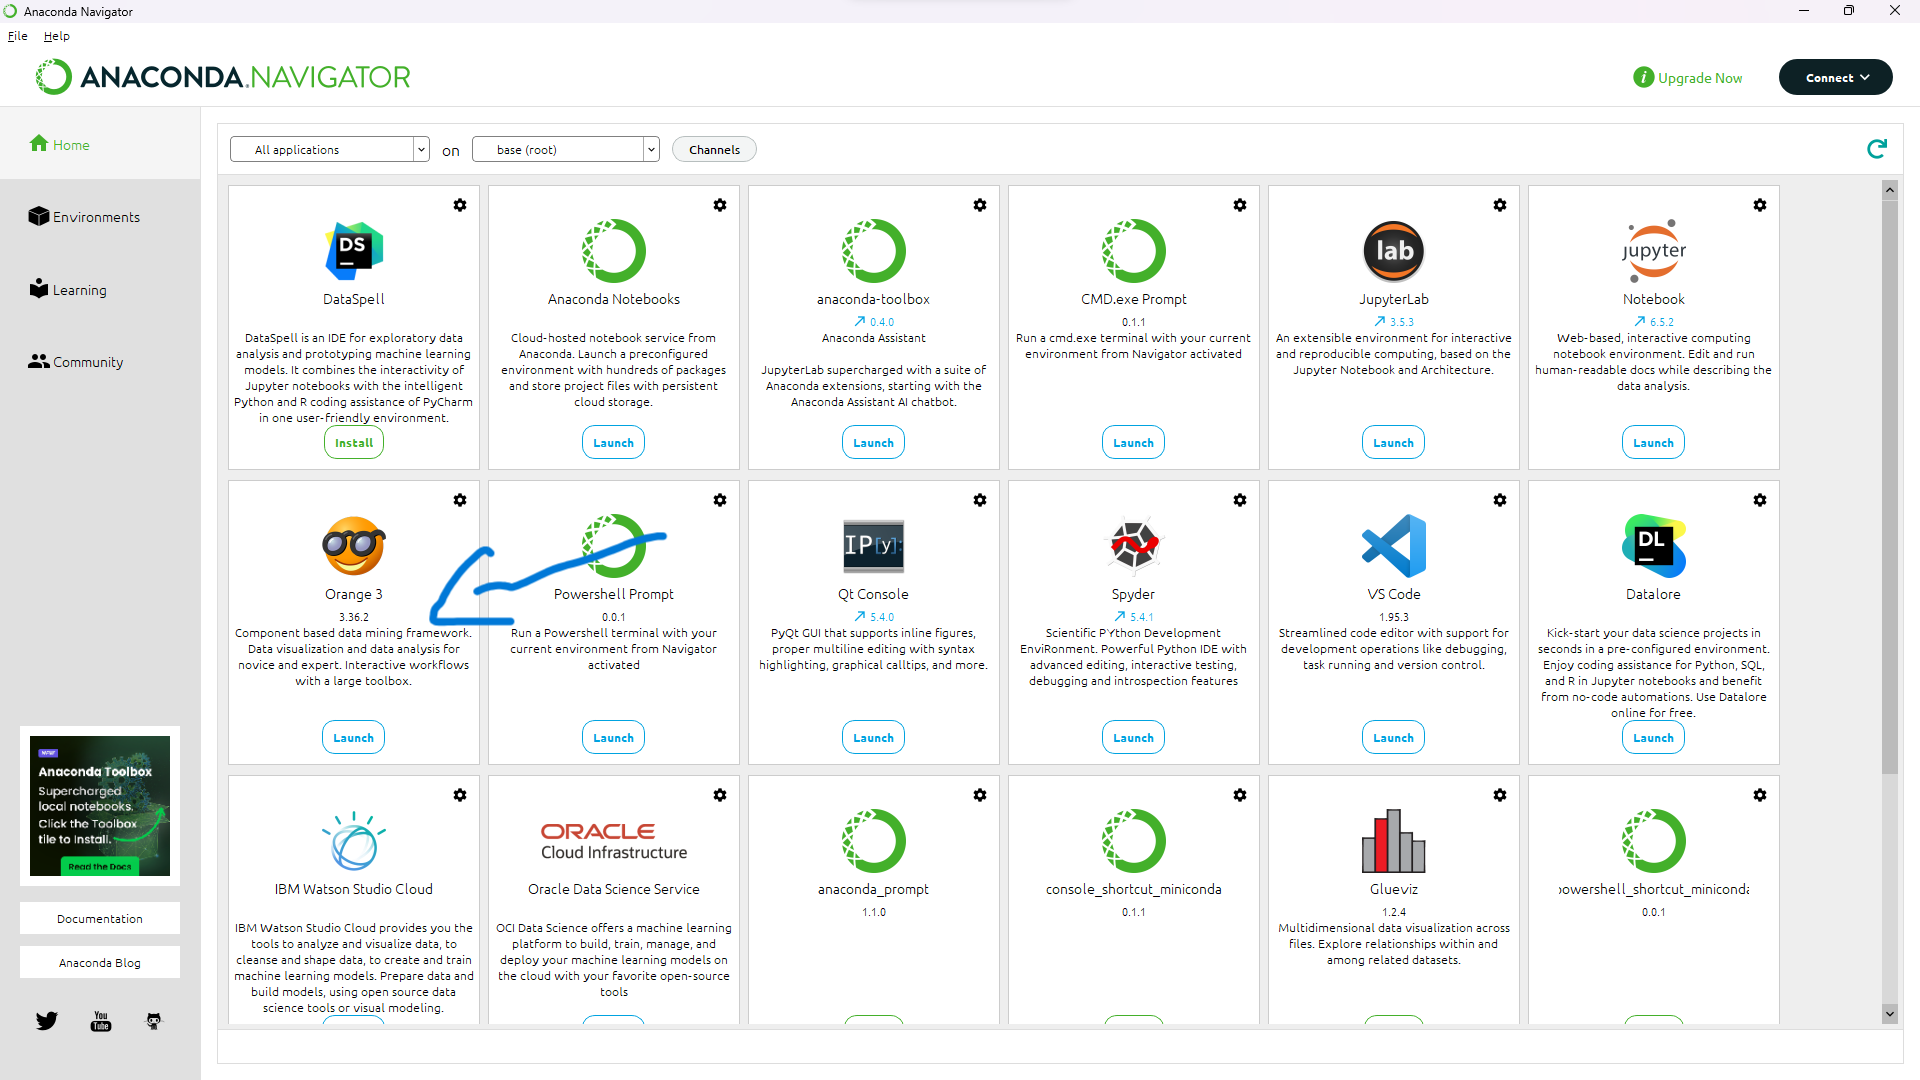 Anaconda Navigator
File Help
ANACONDA.NAVIGATOR
Upgrade Now
Connect
Home
Environments
Learning
Community
All applications on base (root) Channels
DS
DataSpell
DataSpell is an IDE for exploratory data
analysis and prototyping machine learning
models. It combines the interactivity of
Jupyter notebooks with the intelligent
Python and R coding assistance of PyCharm
in one user-friendly environment.
Install
Anaconda Notebooks
Cloud-hosted notebook service from
Anaconda. Launch a preconfigured
environment with hundreds of packages
and store project files with persistent
cloud storage.
Launch
anaconda-toolbox
0.4.0
Anaconda Assistant
JupyterLab supercharged with a suite of
Anaconda extensions, starting with the
Anaconda Assistant AI chatbot.
Launch
CMD.exe Prompt
0.1.1
Run a cmd.exe terminal with your current
environment from Navigator activated
Launch
lab
JupyterLab
3.5.3
An extensible environment for interactive
and reproducible computing, based on the
Jupyter Notebook and Architecture.
Launch
jupyter
Notebook
6.5.2
Web-based, interactive computing
notebook environment. Edit and run
human-readable docs while describing the
data analysis.
Launch
Orange 3
3.36.2
Component based data mining framework.
Data visualization and data analysis for
novice and expert. Interactive workflows
with a large toolbox.
Launch
Powershell Prompt
0.0.1
Run a Powershell terminal with your
current environment from Navigator
activated
Launch
IP[y]:
Qt Console
5.4.0
PyQt GUI that supports inline figures,
proper multiline editing with syntax
highlighting, graphical calltips, and more.
Launch
Spyder
5.4.1
Scientific PYthon Development
EnviRonment. Powerful Python IDE with
advanced editing, interactive testing,
debugging and introspection features
Launch
VS Code
1.95.3
Streamlined code editor with support for
development operations like debugging,
task running and version control.
Launch
DL
Datalore
Kick-start your data science projects in
seconds in a pre-configured environment.
Enjoy coding assistance for Python, SQL,
and R in Jupyter notebooks and benefit
from no-code automations. Use Datalore
online for free.
Launch
IBM Watson Studio Cloud
IBM Watson Studio Cloud provides you the
tools to analyze and visualize data, to
cleanse and shape data, to create and train
machine learning models. Prepare data and
build models, using open source data
science tools or visual modeling.
ORACLE
Cloud Infrastructure
Oracle Data Science Service
OCI Data Science offers a machine learning
platform to build, train, manage, and
deploy your machine learning models on
the cloud with your favorite open-source
tools
anaconda_prompt
1.1.0
console_shortcut_miniconda
0.1.1
Glueviz
1.2.4
Multidimensional data visualization across
files. Explore relationships within and
among related datasets.
powershell_shortcut_miniconda
0.0.1
NEW
Anaconda Toolbox
Supercharged
local notebooks.
Click the Toolbox
tile to Install.
Read the Docs
Documentation
Anaconda Blog
You
Tube